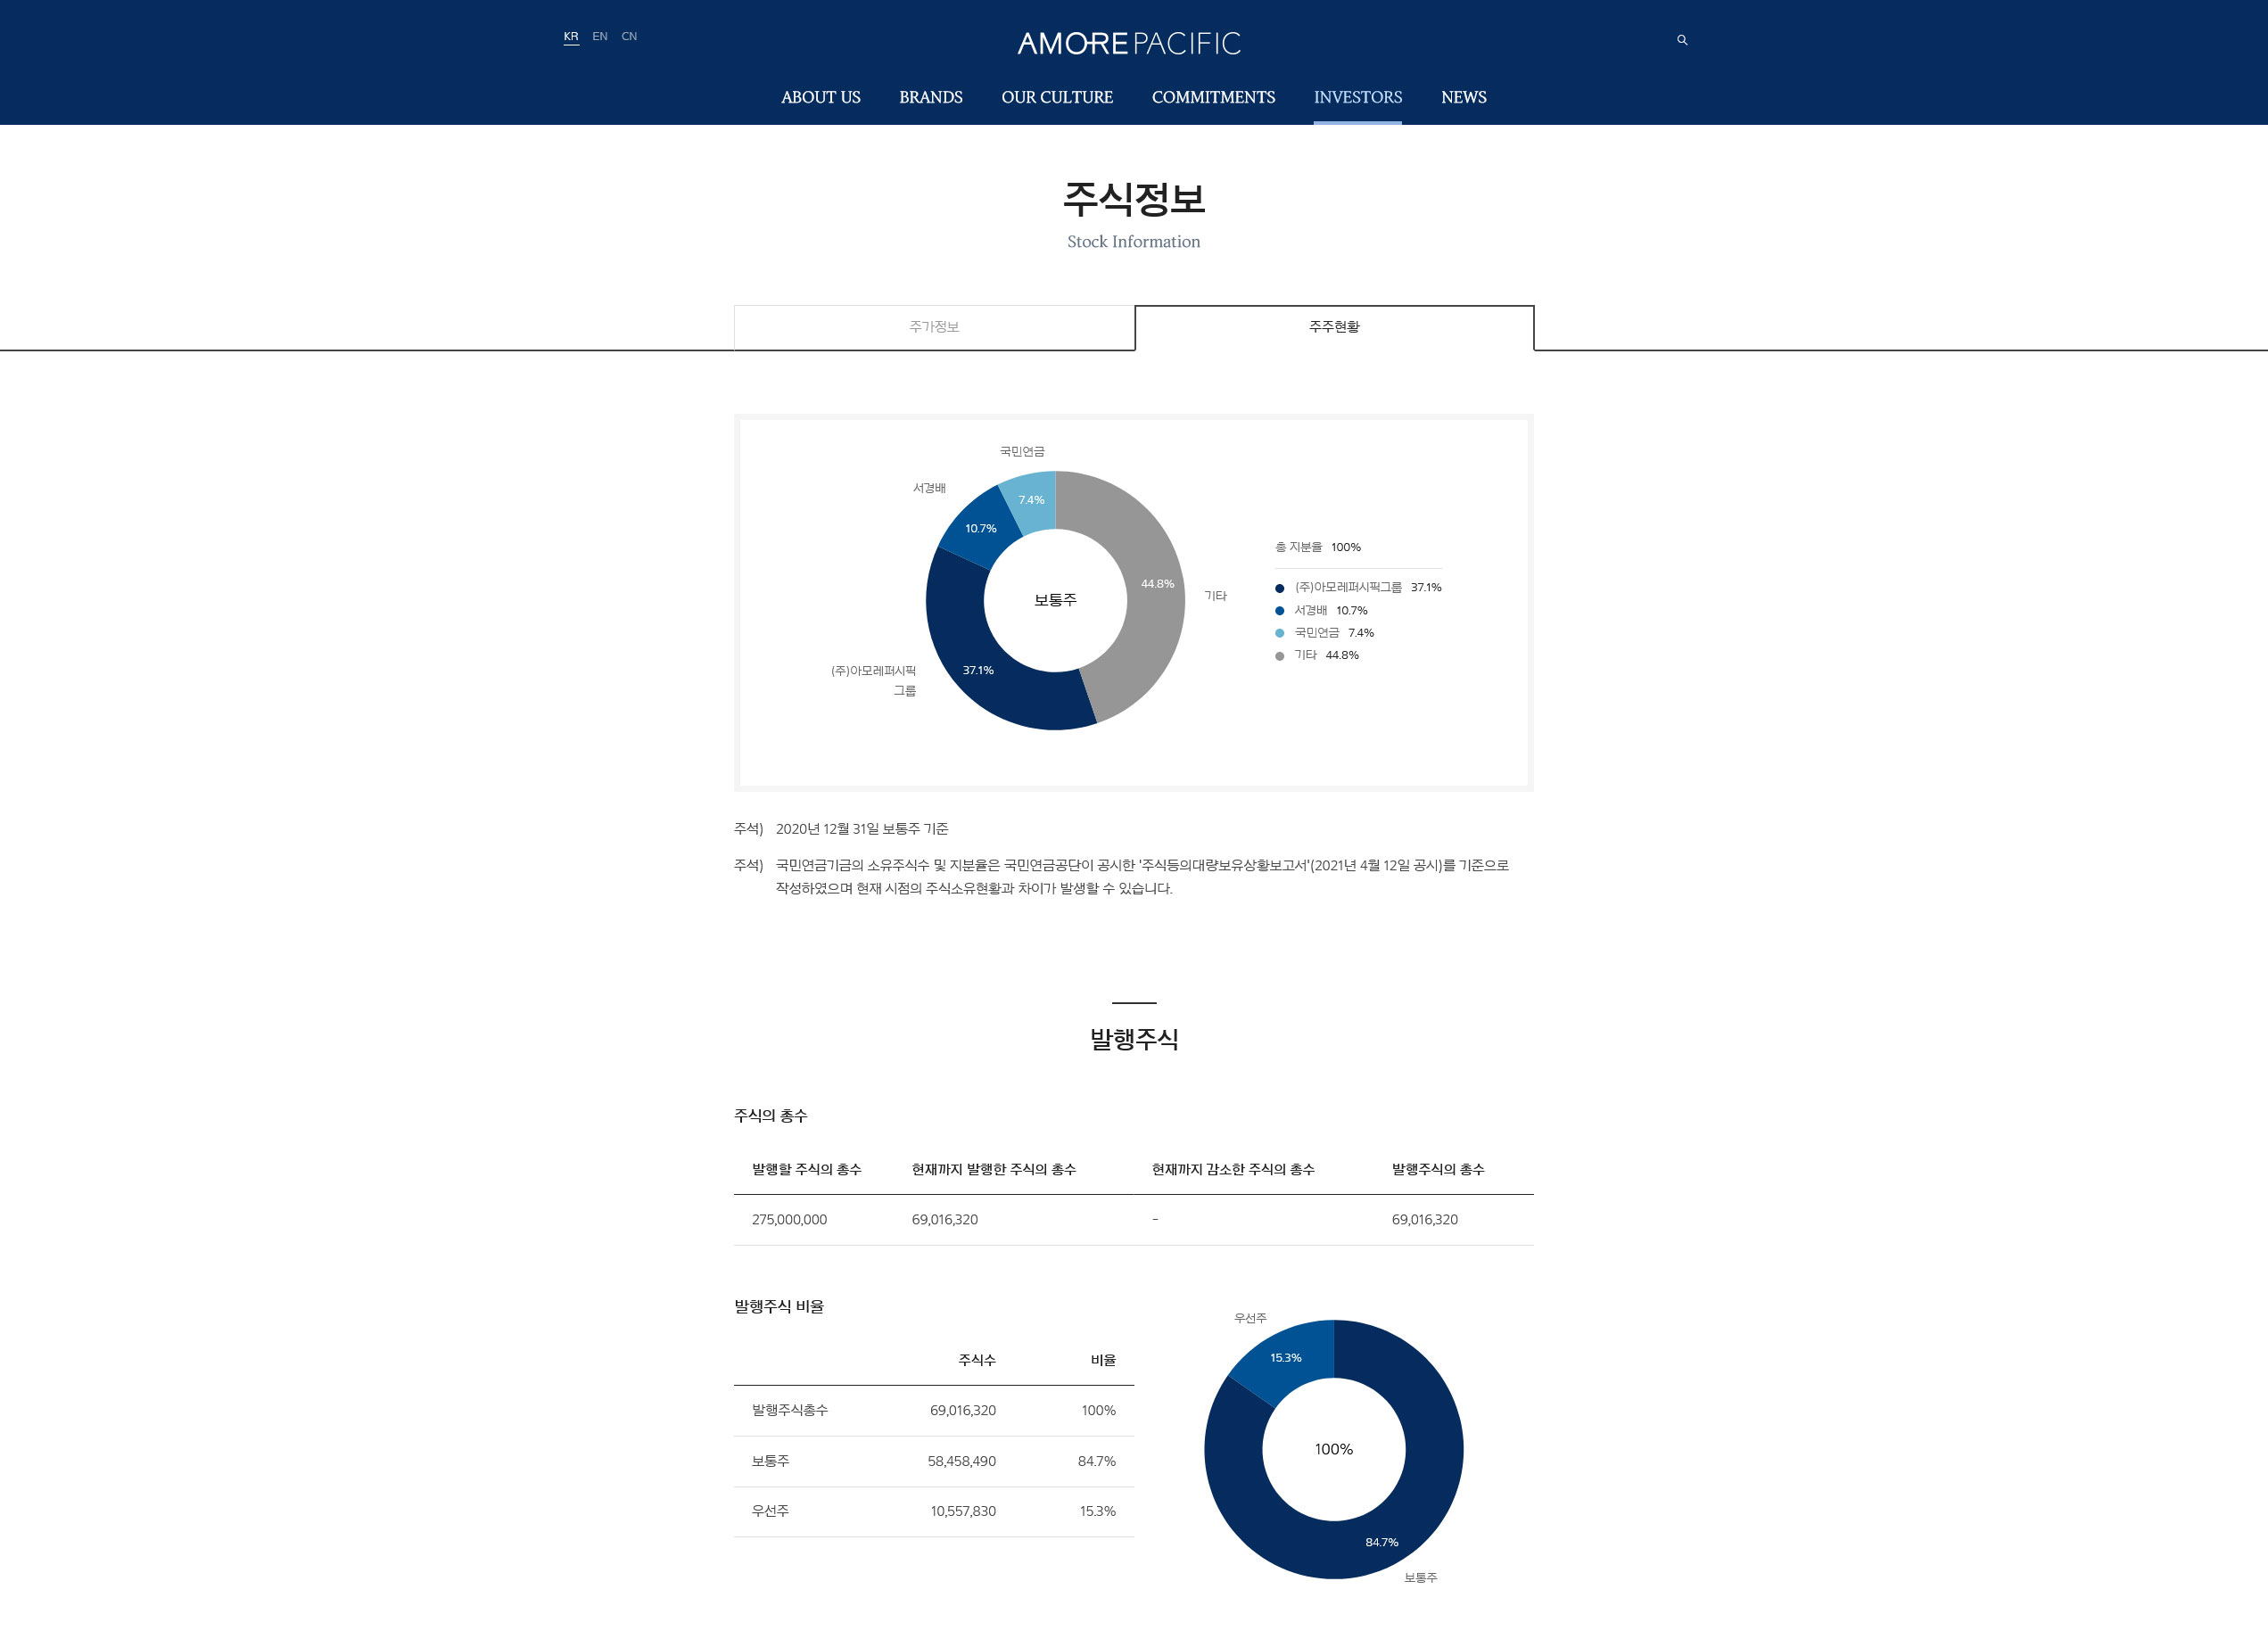 KR EN CN
AMOREPACIFIC
ABOUT US BRANDS OUR CULTURE COMMITMENTS INVESTORS NEWS
주식정보
Stock Information
주가정보 주주현황
국민연금
서경배
7.4%
10.7%
44.8%
기타
보통주
37.1%
(주)아모레퍼시픽
그룹
총 지분율 100%
(주)아모레퍼시픽그룹 37.1%
서경배 10.7%
국민연금 7.4%
기타 44.8%
주석) 2020년 12월 31일 보통주 기준
주석) 국민연금기금의 소유주식수 및 지분율은 국민연금공단이 공시한 '주식등의대량보유상황보고서'(2021년 4월 12일 공시)를 기준으로
작성하였으며 현재 시점의 주식소유현황과 차이가 발생할 수 있습니다.
발행주식
주식의 총수
발행할 주식의 총수 현재까지 발행한 주식의 총수 현재까지 감소한 주식의 총수 발행주식의 총수
275,000,000 69,016,320 - 69,016,320
발행주식 비율
주식수 비율
발행주식총수 69,016,320 100%
보통주 58,458,490 84.7%
우선주 10,557,830 15.3%
우선주
15.3%
100%
84.7%
보통주